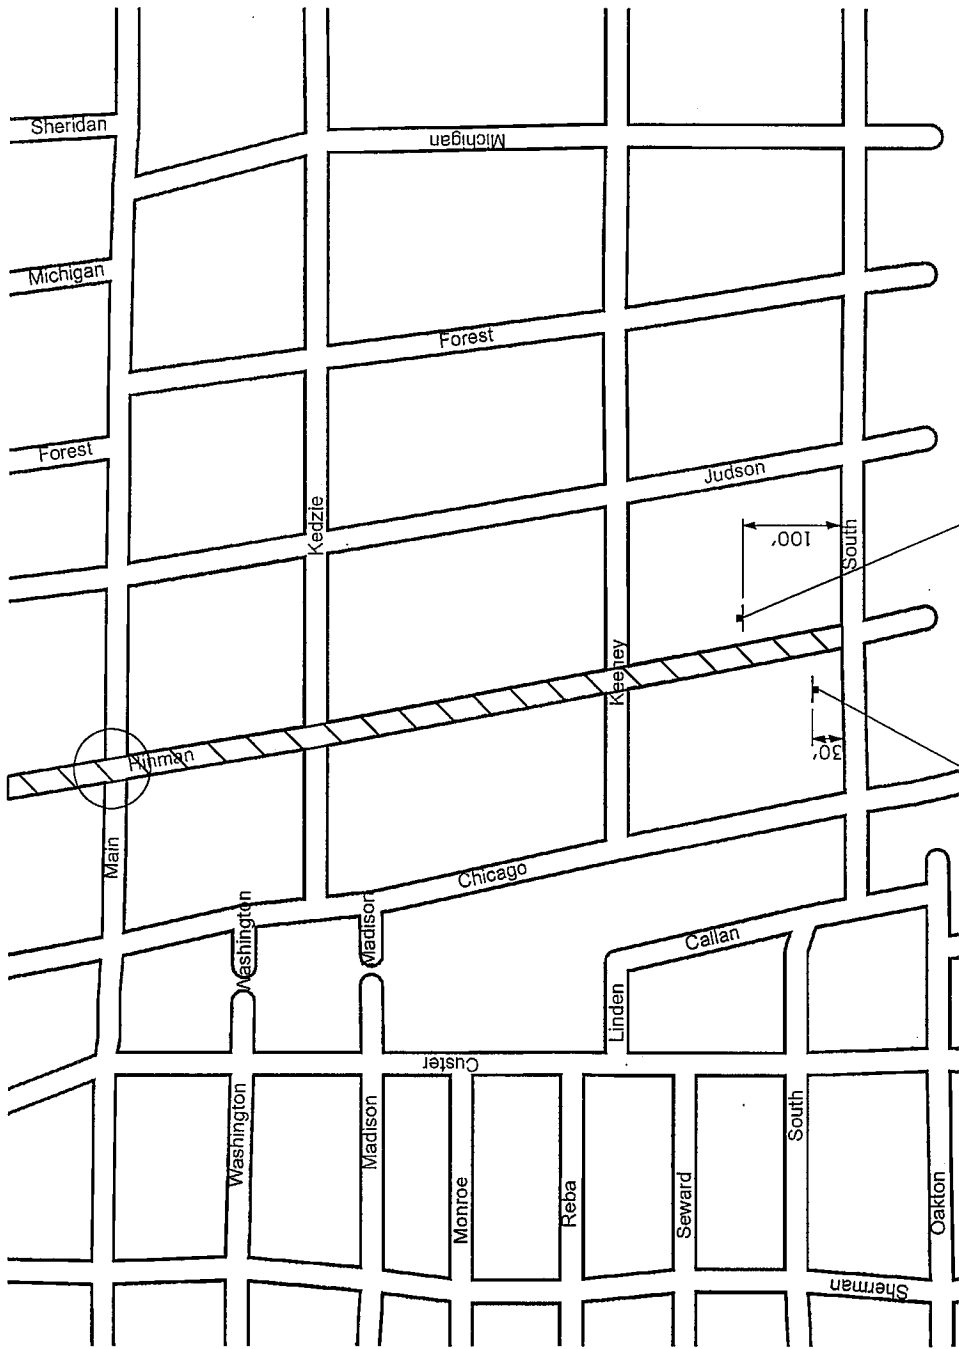 Sheridan
Michigan
Michigan
Forest
Forest
Judson
Kedzie
100'
South
Keeney
Hinman
30'
Main
Chicago
Washington
Madison
Callan
Linden
Custer
Washington
Madison
South
Monroe
Reba
Seward
Oakton
Sherman